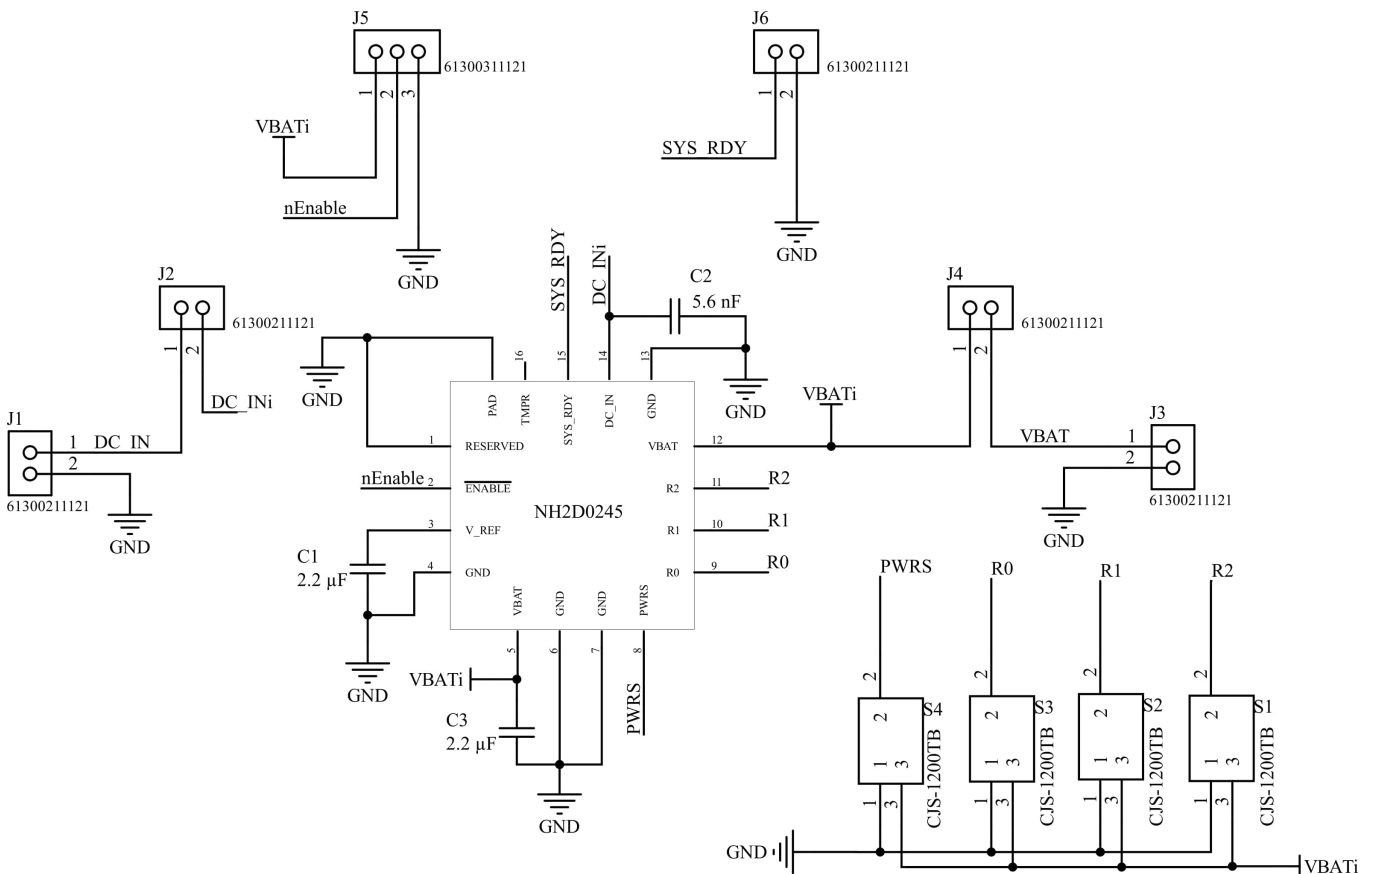 J5
61300311121
1
2
3
VBATi
nEnable
GND
J6
61300211121
1
2
SYS_RDY
GND
J2
61300211121
1
2
DC_INi
J1
1 DC_IN
2
61300211121
GND
SYS_RDY
DC_INi
C2
5.6 nF
GND
GND
16
15
14
13
PAD
TMPR
SYS_RDY
DC_IN
GND
1 RESERVED
nEnable 2 ENABLE
3 V_REF
4 GND
NH2D0245
VBAT 12
R2 11 R2
R1 10 R1
R0 9 R0
VBAT
GND
GND
PWRS
5
6
7
8
C1
2.2 µF
GND
VBATi
C3
2.2 µF
GND
PWRS
VBATi
J4
61300211121
1
2
VBAT
J3
1
2
61300211121
GND
PWRS
R0
R1
R2
2
2
2
2
S4
S3
S2
S1
2
2
2
2
1 3
1 3
1 3
1 3
CJS-1200TB
CJS-1200TB
CJS-1200TB
CJS-1200TB
1 3
1 3
1 3
1 3
GND
VBATi